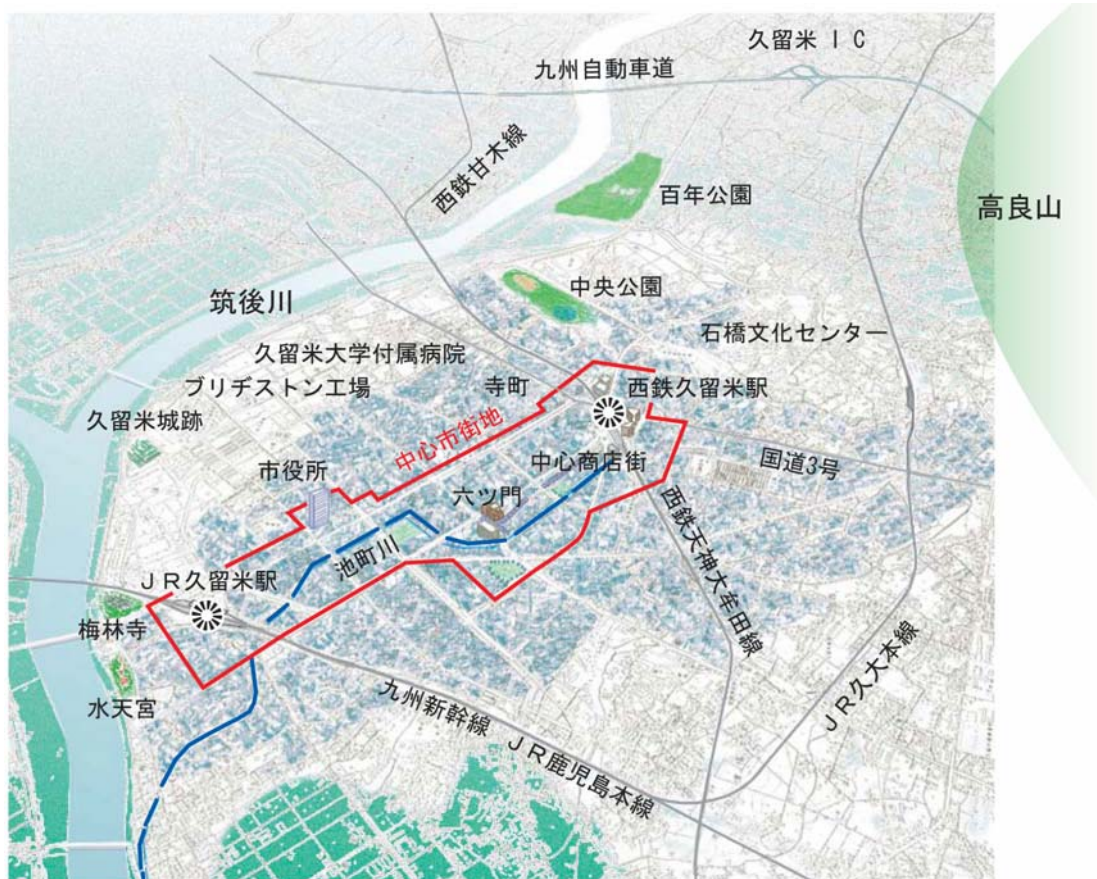 久留米 IC
九州自動車道
西鉄甘木線
百年公園
高良山
中央公園
筑後川
石橋文化センター
久留米大学付属病院
ブリヂストン工場
寺町
西鉄久留米駅
久留米城跡
中心市街地
中心商店街
国道3号
市役所
六ツ門
西鉄天神大牟田線
池町川
JR久留米駅
梅林寺
JR久大本線
水天宮
九州新幹線
JR鹿児島本線